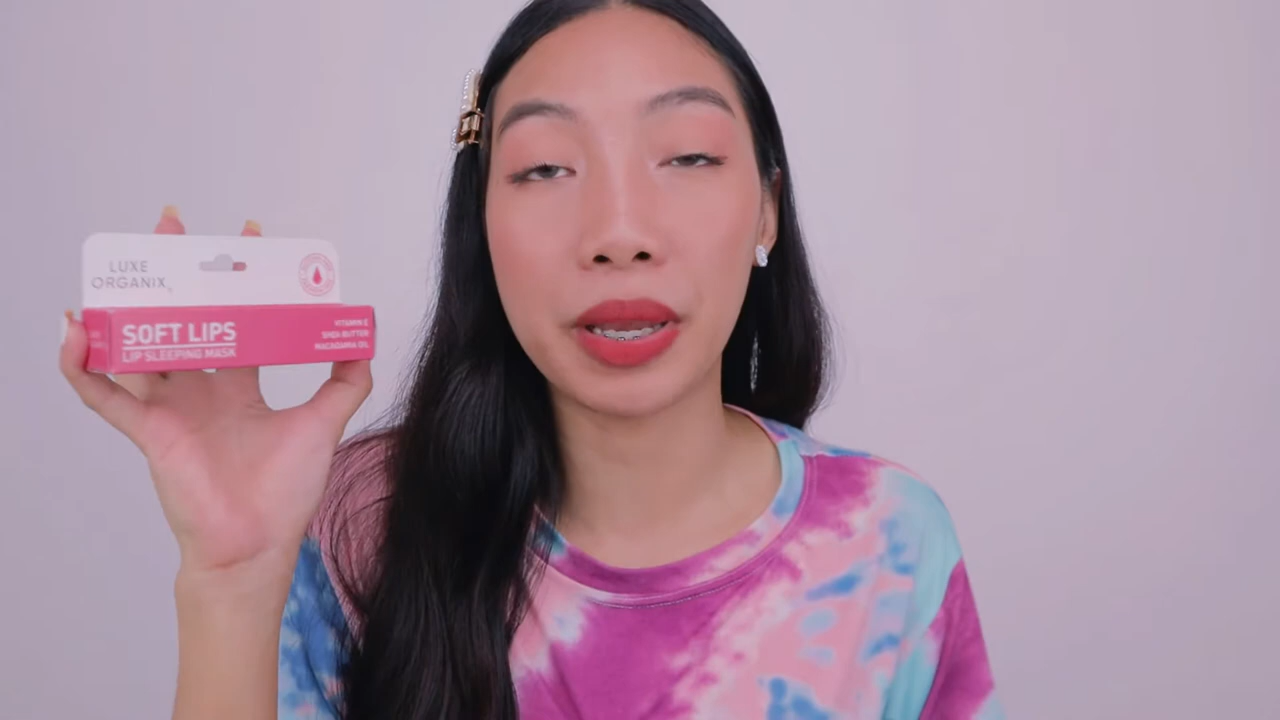 LUXE
ORGANIX
SOFT LIPS
LIP SLEEPING MASK
VITAMIN E
SHEA BUTTER
MACADAMIA OIL